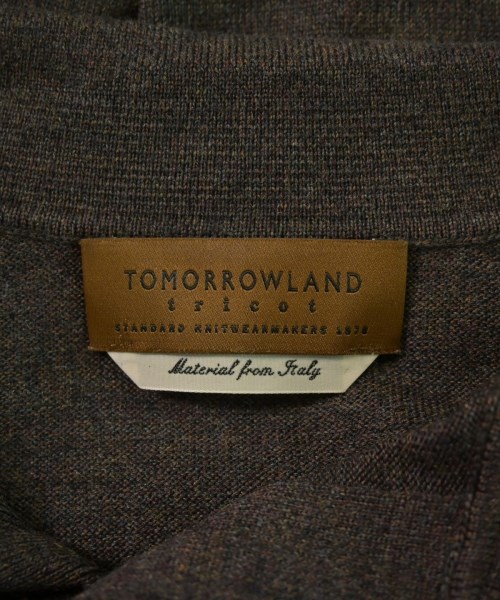 TOMORROWLAND
tricot
STANDARD KNITWEARMAKERS 1978
Material from Italy